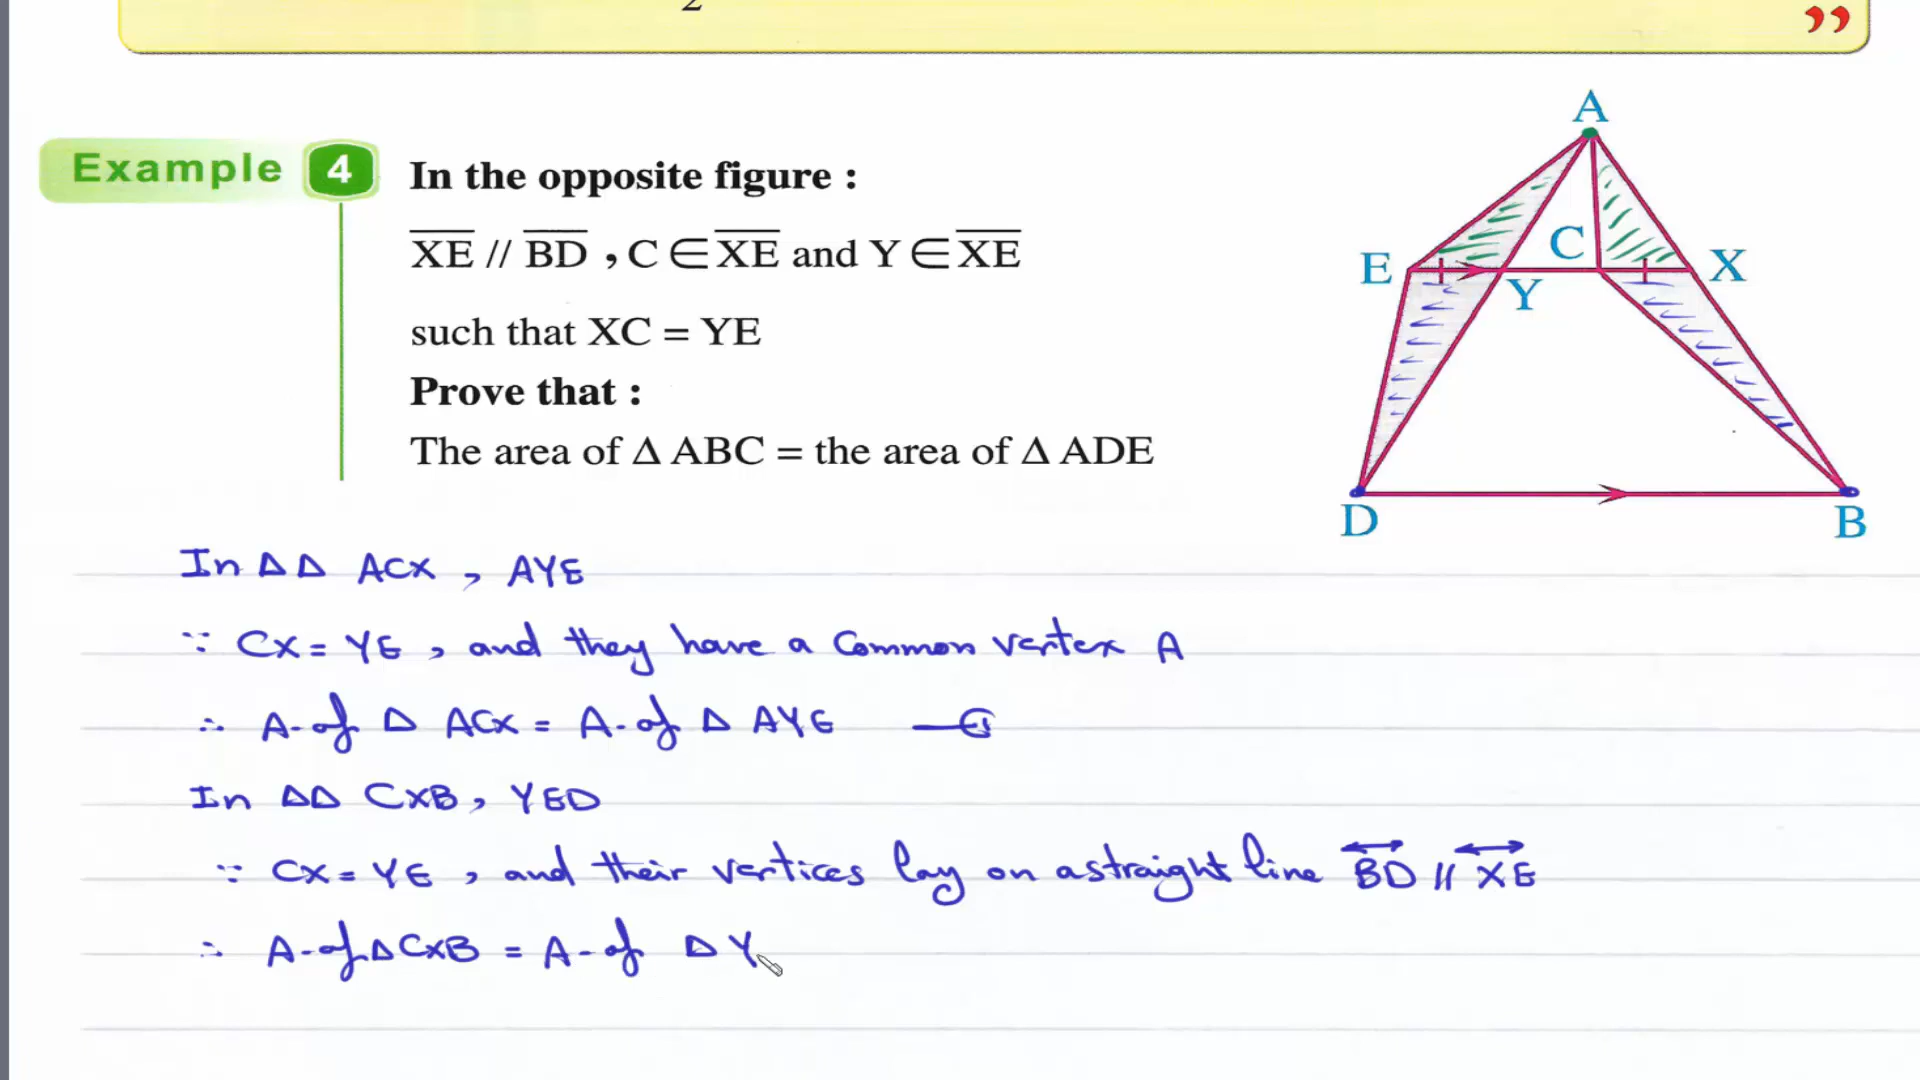 2
”
Example 4
In the opposite figure :
XE // BD , C ∈ XE and Y ∈ XE
such that XC = YE
Prove that :
The area of Δ ABC = the area of Δ ADE
A
E
C
X
Y
D
B
In ΔΔ ACX , AYE
∵ CX = YE , and they have a Common vertex A
∴ A. of Δ ACX = A. of Δ AYE —①
In ΔΔ CXB , YED
∵ CX = YE , and their vertices lay on a straight line BD // XE
∴ A. of Δ CXB = A. of Δ Y